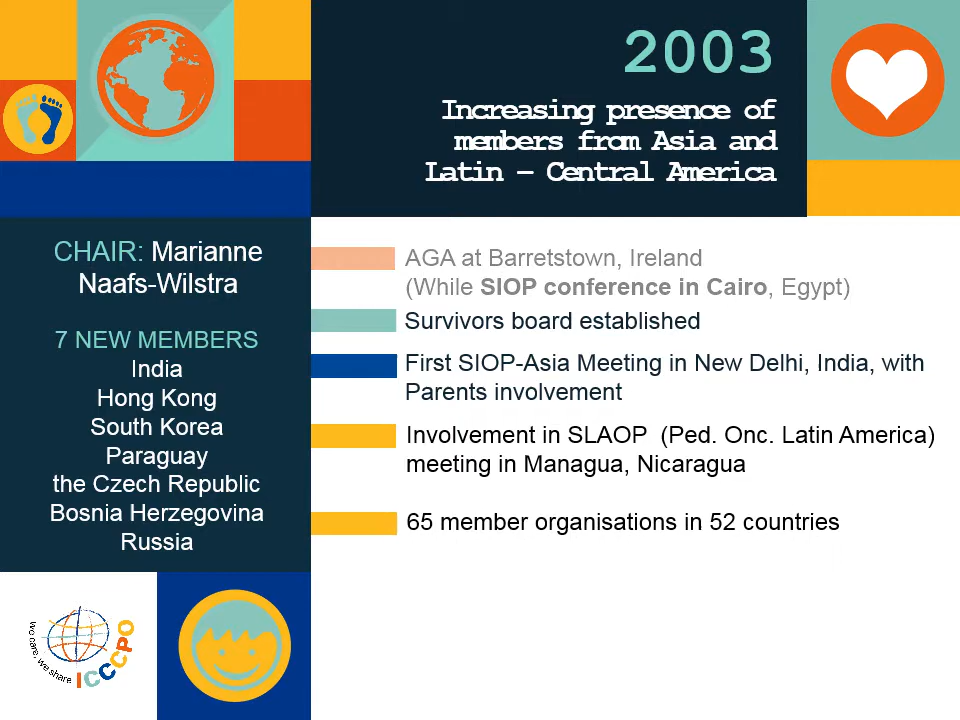 2003
Increasing presence of
members from Asia and
Latin – Central America
CHAIR: Marianne
Naafs-Wilstra
7 NEW MEMBERS
India
Hong Kong
South Korea
Paraguay
the Czech Republic
Bosnia Herzegovina
Russia
AGA at Barretstown, Ireland
(While SIOP conference in Cairo, Egypt)
Survivors board established
First SIOP-Asia Meeting in New Delhi, India, with
Parents involvement
Involvement in SLAOP (Ped. Onc. Latin America)
meeting in Managua, Nicaragua
65 member organisations in 52 countries
We care, we share
ICCCPO